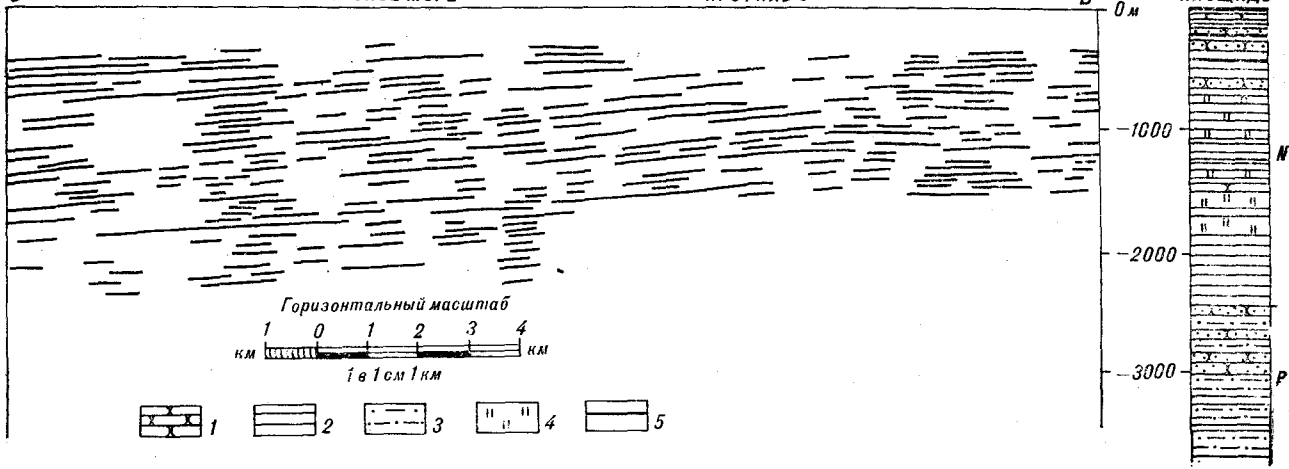 0 м
−1000
N
−2000
Горизонтальный масштаб
1 0 1 2 3 4
км км
1 в 1 см 1 км
−3000
P
1 2 3 4 5